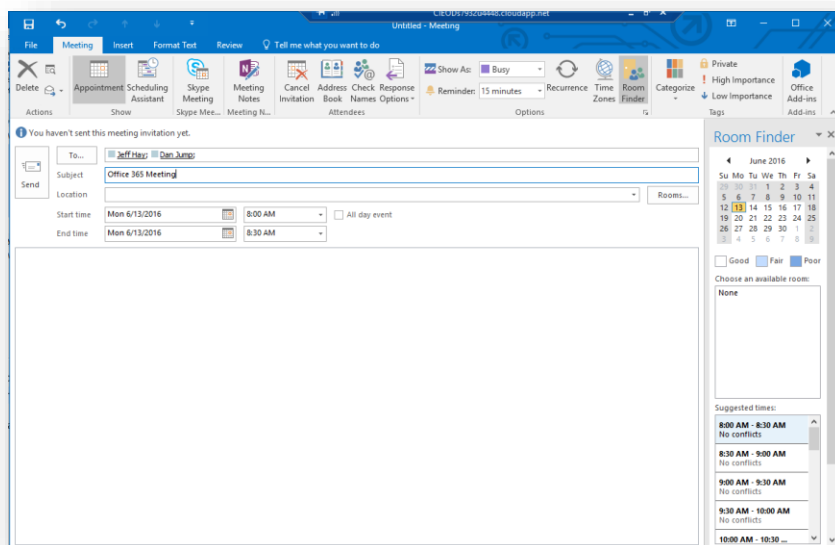 Untitled - Meeting
File Meeting Insert Format Text Review Tell me what you want to do
Delete
Actions
Appointment Scheduling Assistant
Show
Skype Meeting
Skype Mee...
Meeting Notes
Meeting N...
Cancel Invitation Address Book Check Names Response Options
Attendees
Show As: Busy
Reminder: 15 minutes
Recurrence Time Zones Room Finder
Options
Categorize
Private
High Importance
Low Importance
Tags
Office Add-ins
Add-ins
You haven't sent this meeting invitation yet.
Send
To... Jeff Hay; Dan Jump;
Subject Office 365 Meeting
Location Rooms...
Start time Mon 6/13/2016 8:00 AM All day event
End time Mon 6/13/2016 8:30 AM
Room Finder
June 2016
Su Mo Tu We Th Fr Sa
29 30 31 1 2 3 4
5 6 7 8 9 10 11
12 13 14 15 16 17 18
19 20 21 22 23 24 25
26 27 28 29 30 1 2
3 4 5 6 7 8 9
Good Fair Poor
Choose an available room:
None
Suggested times:
8:00 AM - 8:30 AM
No conflicts
8:30 AM - 9:00 AM
No conflicts
9:00 AM - 9:30 AM
No conflicts
9:30 AM - 10:00 AM
No conflicts
10:00 AM - 10:30 ...